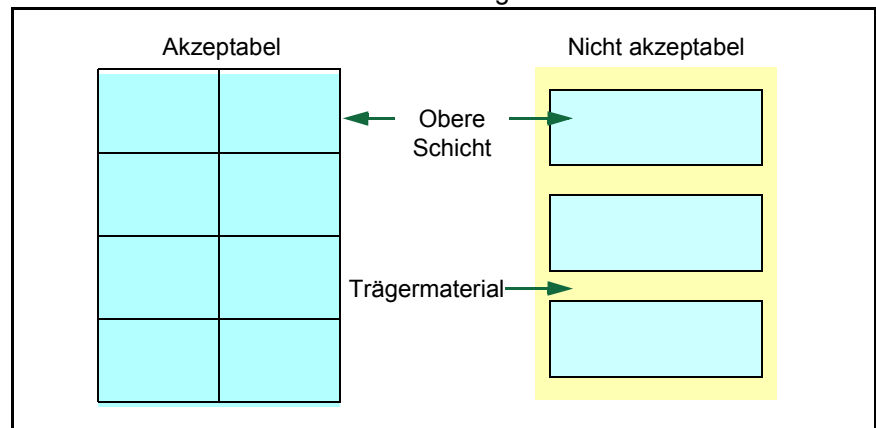 Akzeptabel
Nicht akzeptabel
Obere
Schicht
Trägermaterial